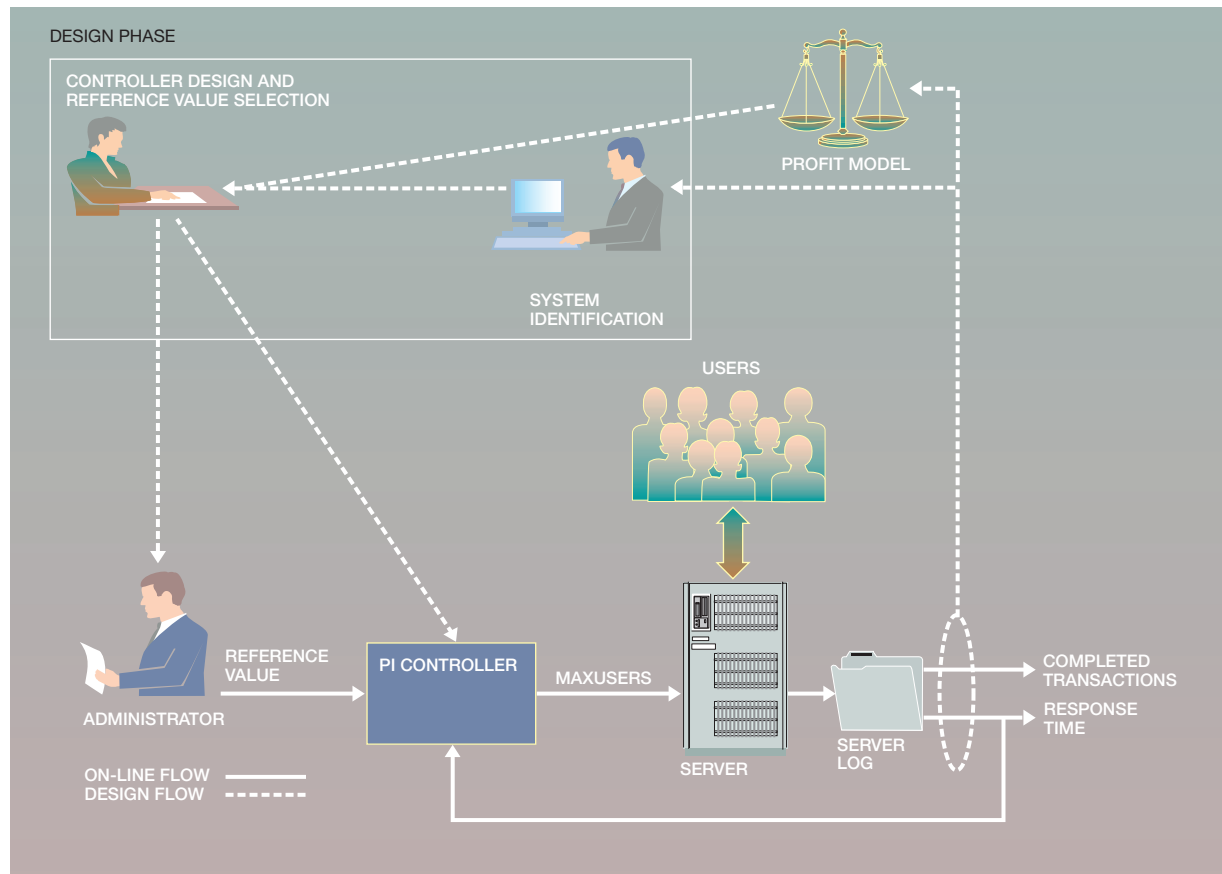 DESIGN PHASE
CONTROLLER DESIGN AND
REFERENCE VALUE SELECTION
PROFIT MODEL
SYSTEM
IDENTIFICATION
USERS
REFERENCE
VALUE
PI CONTROLLER
MAXUSERS
COMPLETED
TRANSACTIONS
RESPONSE
TIME
ADMINISTRATOR
SERVER
SERVER
LOG
ON-LINE FLOW
DESIGN FLOW